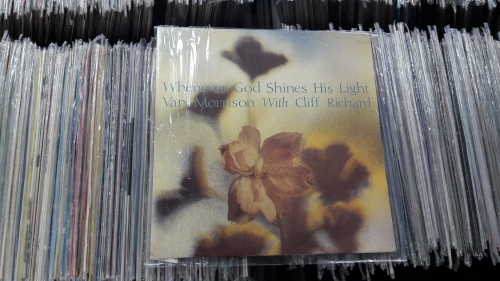 Whenever God Shines His Light
Van Morrison With Cliff Richard